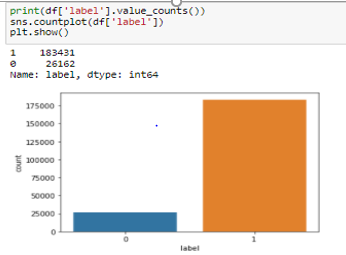 print(df['label'].value_counts())
sns.countplot(df['label'])
plt.show()
1    183431
0     26162
Name: label, dtype: int64
175000
150000
125000
100000
75000
50000
25000
0
count
0 1
label